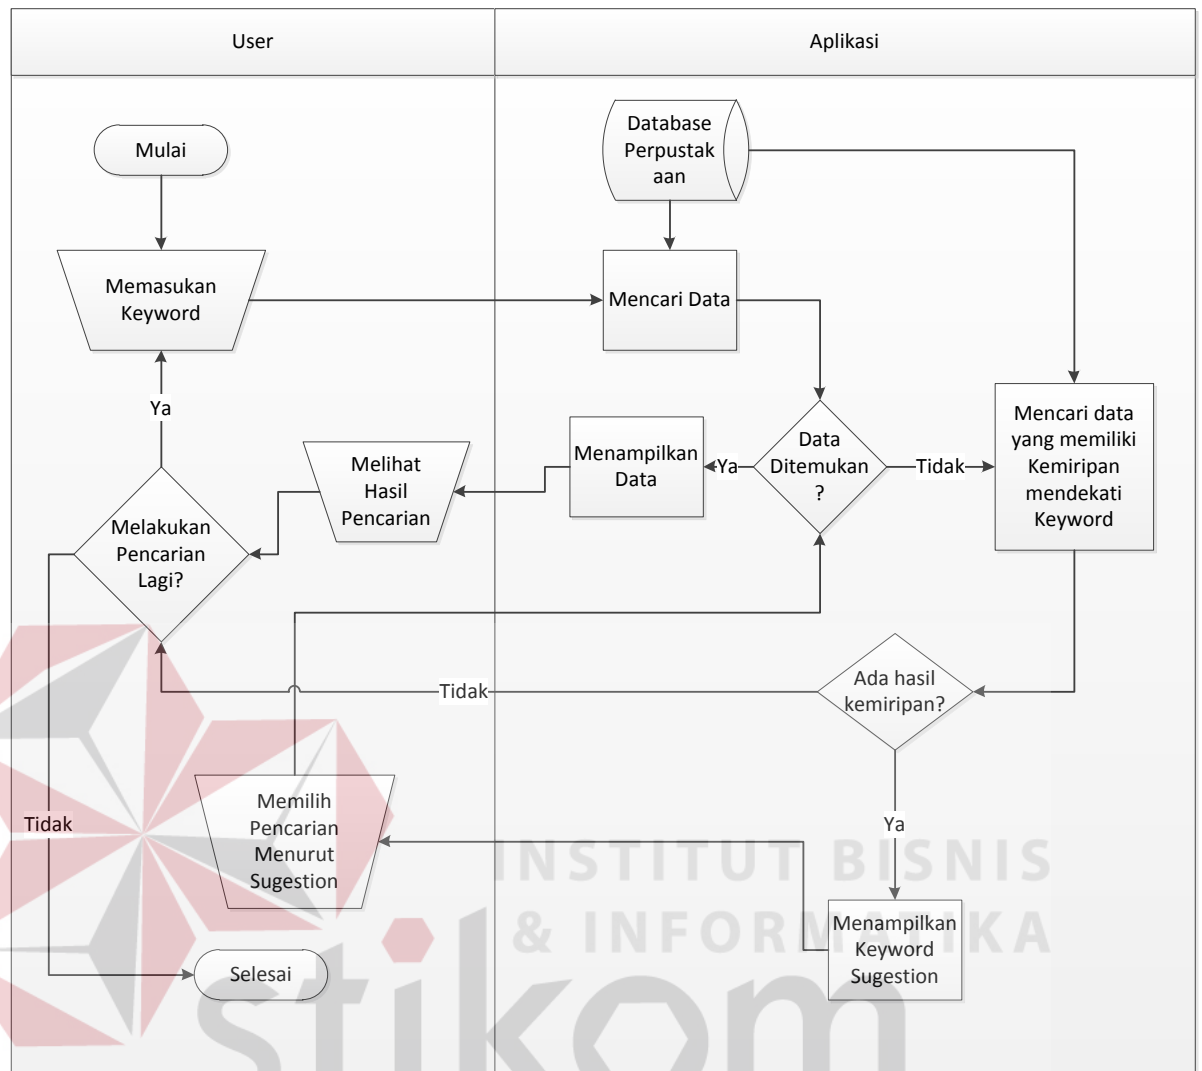 User
Aplikasi
Mulai
Database
Perpustak
aan
Memasukan
Keyword
Mencari Data
Ya
Melihat
Hasil
Pencarian
Menampilkan
Data
Ya
Data
Ditemukan
?
Tidak
Mencari data
yang memiliki
Kemiripan
mendekati
Keyword
Melakukan
Pencarian
Lagi?
Tidak
Ada hasil
kemiripan?
Tidak
Memilih
Pencarian
Menurut
Sugestion
Ya
Menampilkan
Keyword
Sugestion
Selesai
INSTITUT BISNIS
& INFORMATIKA
stikom